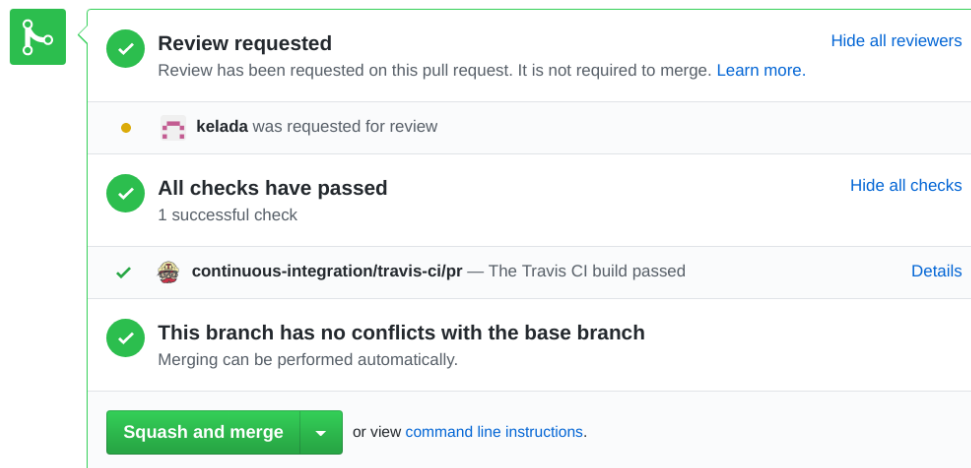 Review requested
Hide all reviewers
Review has been requested on this pull request. It is not required to merge. Learn more.
kelada was requested for review
All checks have passed
Hide all checks
1 successful check
continuous-integration/travis-ci/pr — The Travis CI build passed
Details
This branch has no conflicts with the base branch
Merging can be performed automatically.
Squash and merge
or view command line instructions.